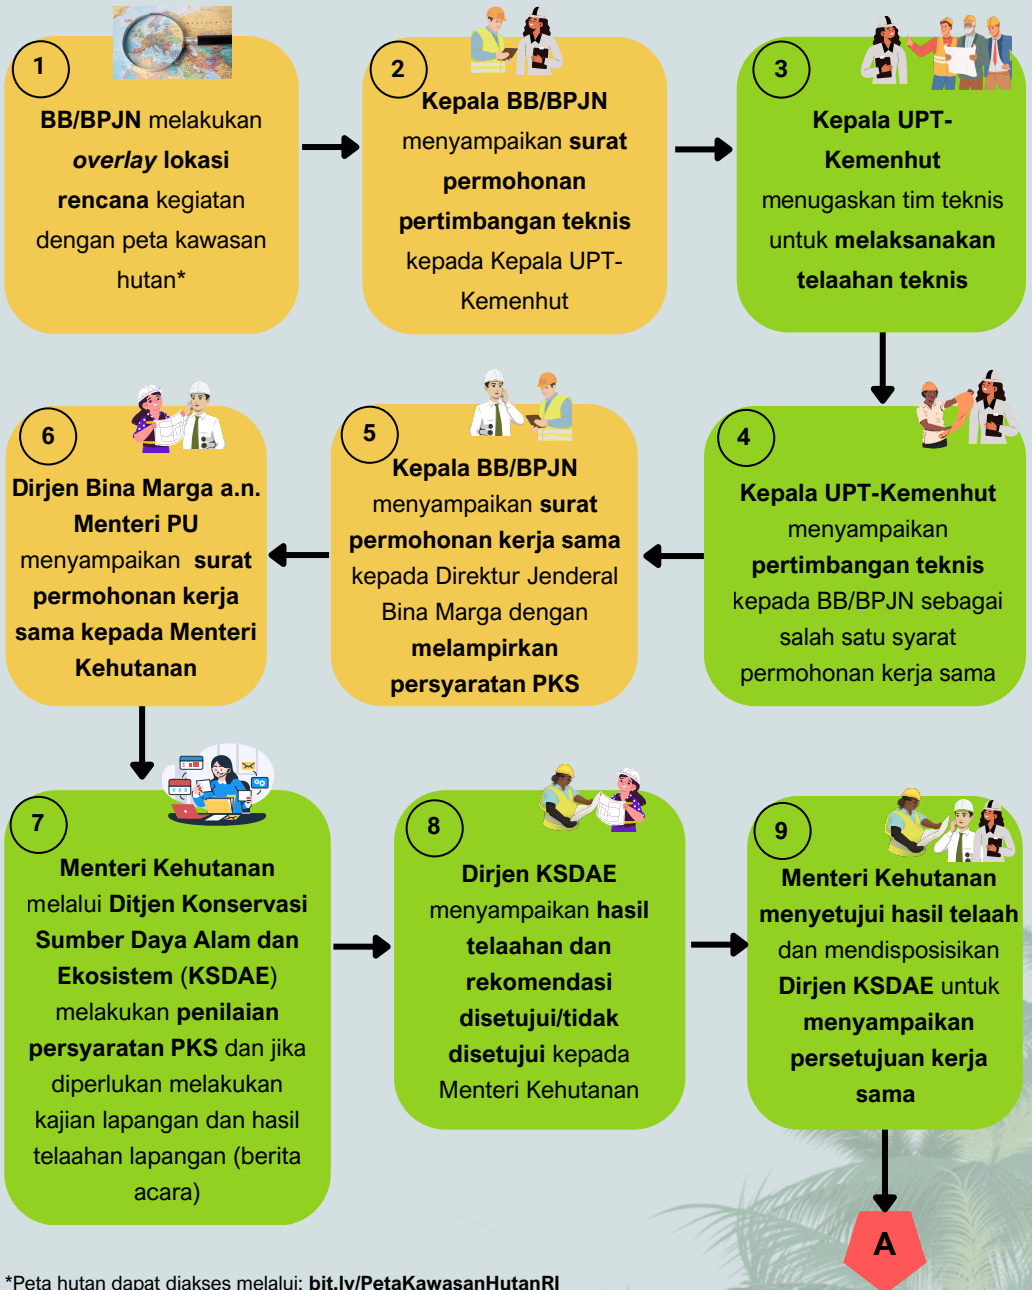 1
BB/BPJN melakukan
overlay lokasi
rencana kegiatan
dengan peta kawasan
hutan*
2
Kepala BB/BPJN
menyampaikan surat
permohonan
pertimbangan teknis
kepada Kepala UPT-
Kemenhut
3
Kepala UPT-
Kemenhut
menugaskan tim teknis
untuk melaksanakan
telaahan teknis
4
Kepala UPT-Kemenhut
menyampaikan
pertimbangan teknis
kepada BB/BPJN sebagai
salah satu syarat
permohonan kerja sama
5
Kepala BB/BPJN
menyampaikan surat
permohonan kerja sama
kepada Direktur Jenderal
Bina Marga dengan
melampirkan
persyaratan PKS
6
Dirjen Bina Marga a.n.
Menteri PU
menyampaikan surat
permohonan kerja
sama kepada Menteri
Kehutanan
7
Menteri Kehutanan
melalui Ditjen Konservasi
Sumber Daya Alam dan
Ekosistem (KSDAE)
melakukan penilaian
persyaratan PKS dan jika
diperlukan melakukan
kajian lapangan dan hasil
telaahan lapangan (berita
acara)
8
Dirjen KSDAE
menyampaikan hasil
telaahan dan
rekomendasi
disetujui/tidak
disetujui kepada
Menteri Kehutanan
9
Menteri Kehutanan
menyetujui hasil telaah
dan mendisposisikan
Dirjen KSDAE untuk
menyampaikan
persetujuan kerja
sama
A
*Peta hutan dapat diakses melalui: bit.ly/PetaKawasanHutanRI